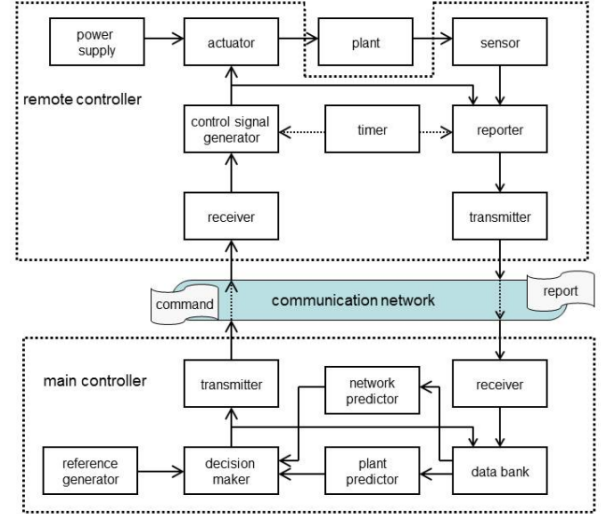 power
supply
actuator
plant
sensor
remote controller
control signal
generator
timer
reporter
receiver
transmitter
command
communication network
report
main controller
transmitter
network
predictor
receiver
reference
generator
decision
maker
plant
predictor
data bank